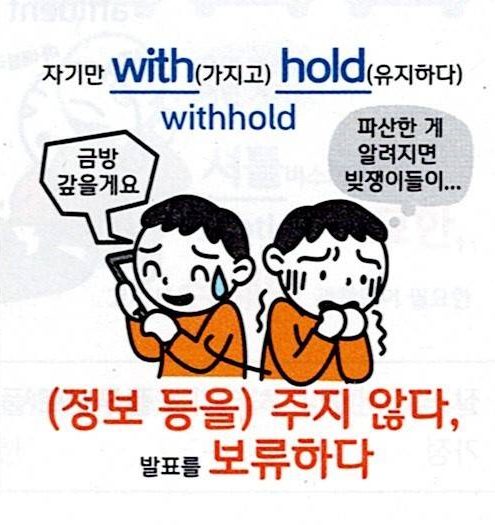 자기만 with(가지고) hold(유지하다)
withhold
금방
갚을게요
파산한 게
알려지면
빚쟁이들이...
(정보 등을) 주지 않다,
발표를 보류하다